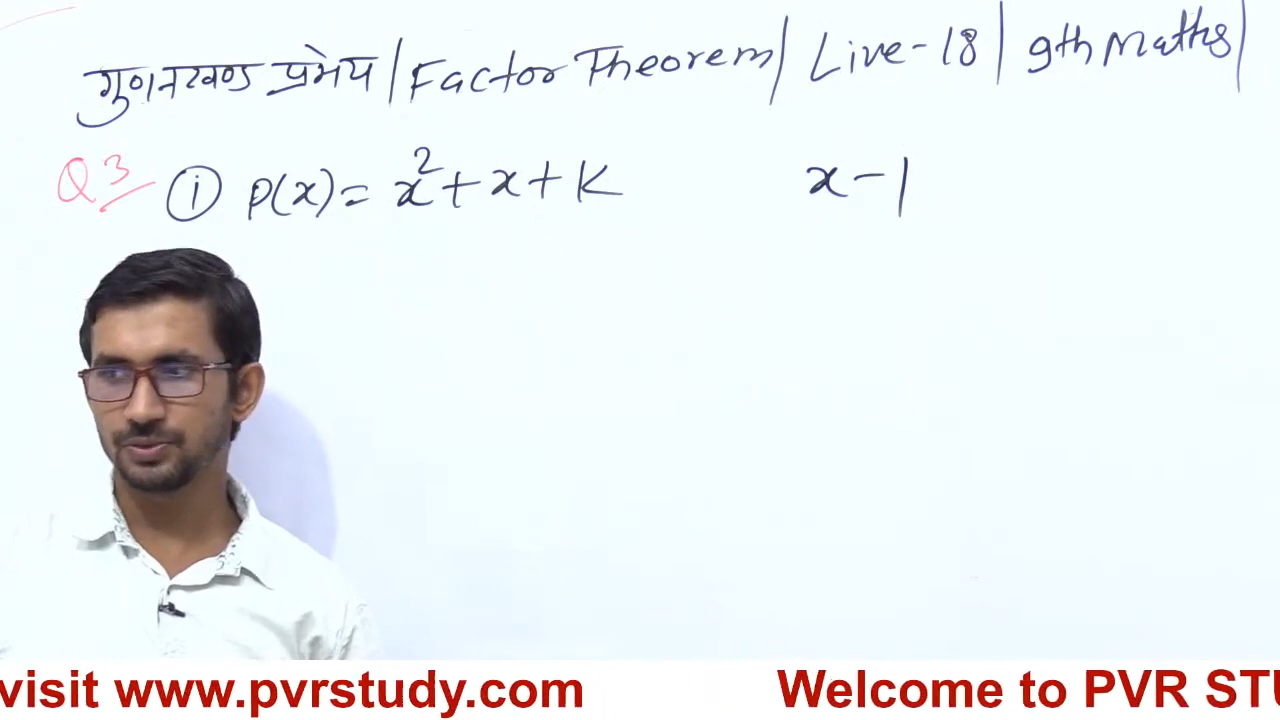 गुणनखण्ड प्रमेय | Factor Theorem | Live-18 | 9th Maths |
Q3 (i) p(x) = x² + x + K x - 1
visit www.pvrstudy.com Welcome to PVR STU